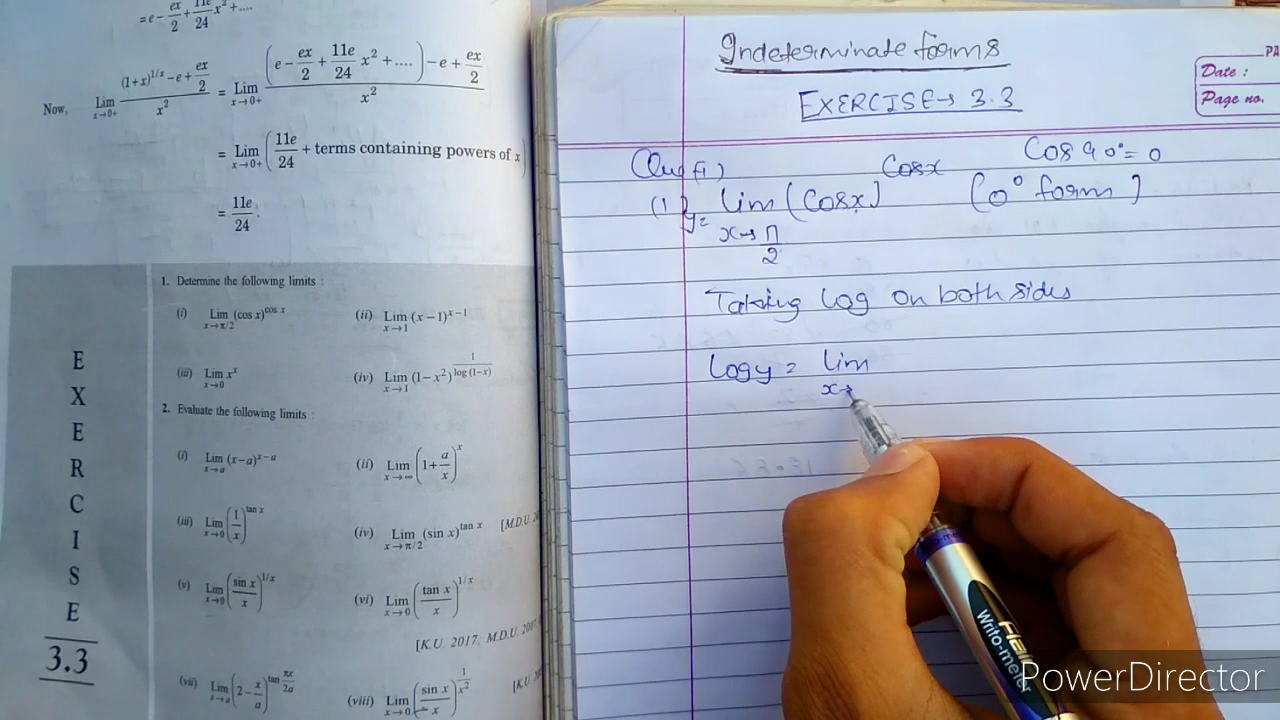 = e - ex/2 + 11e/24 x² + ....
Now, Lim x→0+ ((1+x)^(1/x) - e + ex/2)/x² = Lim x→0+ ((e - ex/2 + 11e/24 x² + ....) - e + ex/2)/x²
= Lim x→0+ (11e/24 + terms containing powers of x)
= 11e/24.
EXERCISE 3.3
1. Determine the following limits :
(i) Lim x→π/2 (cos x)^(cos x) (ii) Lim x→1 (x - 1)^(x-1)
(iii) Lim x→0 x^x (iv) Lim x→1 (1 - x²)^(1/log (1-x))
2. Evaluate the following limits :
(i) Lim x→a (x - a)^(x-a) (ii) Lim x→∞ (1 + a/x)^x
(iii) Lim x→0 (1/x)^(tan x) (iv) Lim x→π/2 (sin x)^(tan x) [M.D.U.
(v) Lim x→0 (sin x/x)^(1/x) (vi) Lim x→0 (tan x/x)^(1/x)
[K.U. 2017, M.D.U.
(vii) Lim x→a (2 - x/a)^(tan πx/2a) (viii) Lim x→0 (sin x/x)^(1/x²) [K.U.
Indeterminate forms
EXERCISE → 3.3
Date :
Page no.
Cos 90° = 0
(1) y = lim x→π/2 (Cosx)^Cosx [0° form]
Taking log on both sides
log y = lim x→
Writo-meter
PowerDirector